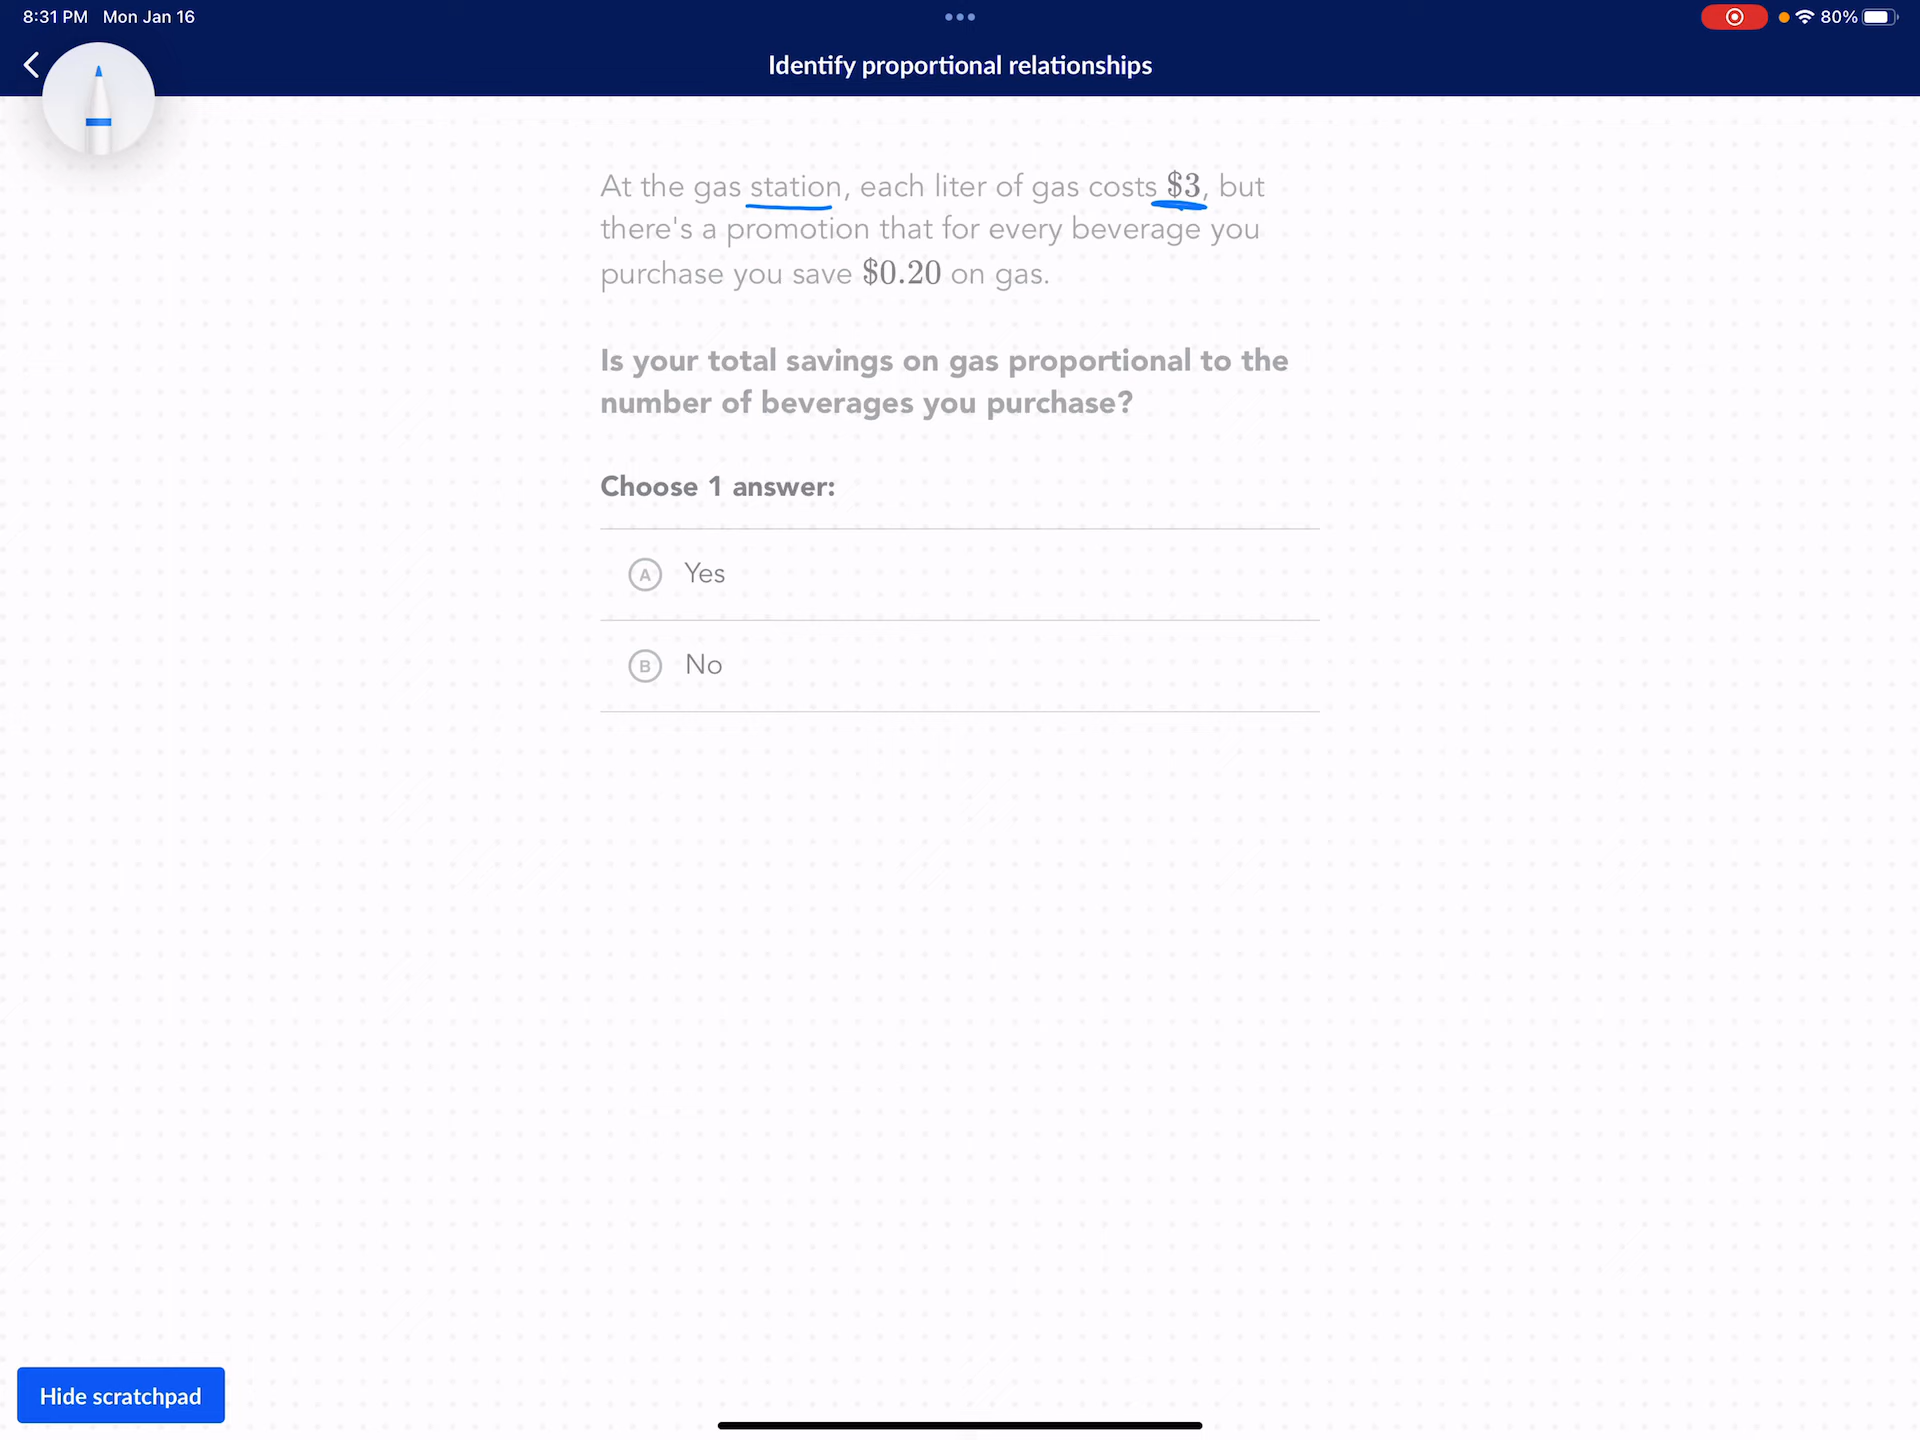 8:31 PM Mon Jan 16
80%
Identify proportional relationships
At the gas station, each liter of gas costs $3, but
there's a promotion that for every beverage you
purchase you save $0.20 on gas.
Is your total savings on gas proportional to the
number of beverages you purchase?
Choose 1 answer:
A Yes
B No
Hide scratchpad